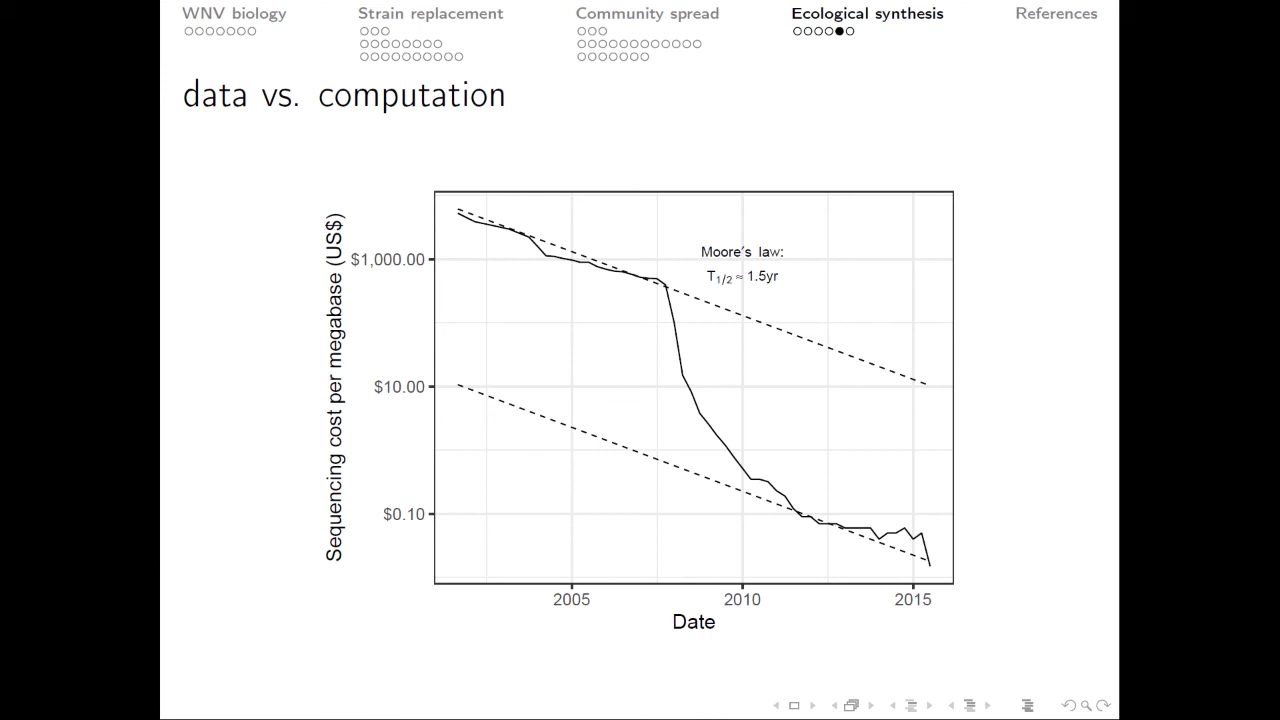 WNV biology
Strain replacement
Community spread
Ecological synthesis
References
data vs. computation
Sequencing cost per megabase (US$)
$1,000.00
$10.00
$0.10
Moore's law:
T1/2 ≈ 1.5yr
2005
2010
2015
Date